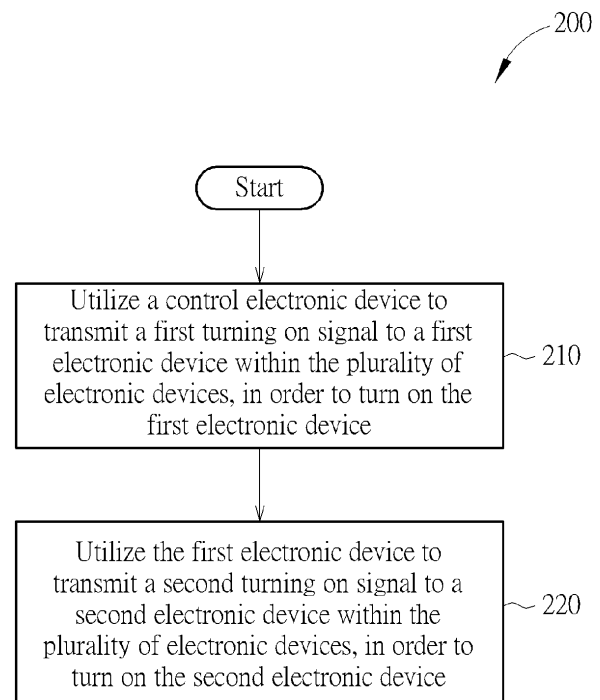 200
Start
Utilize a control electronic device to
transmit a first turning on signal to a first
electronic device within the plurality of
electronic devices, in order to turn on the
first electronic device
210
Utilize the first electronic device to
transmit a second turning on signal to a
second electronic device within the
plurality of electronic devices, in order to
turn on the second electronic device
220